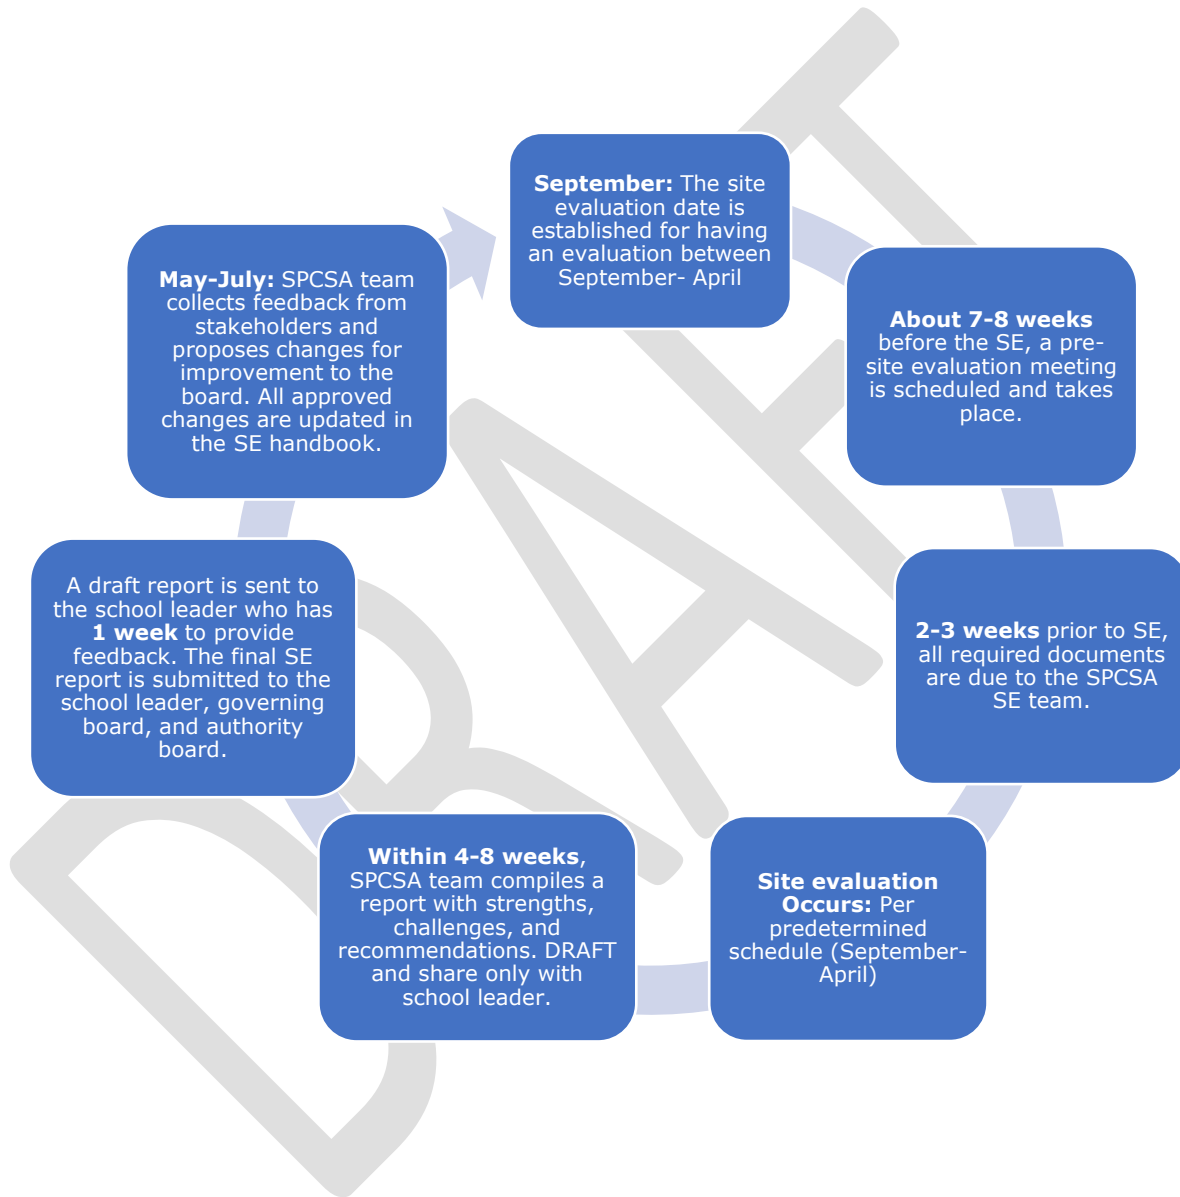 September: The site
evaluation date is
established for having
an evaluation between
September- April
About 7-8 weeks
before the SE, a pre-
site evaluation meeting
is scheduled and takes
place.
2-3 weeks prior to SE,
all required documents
are due to the SPCSA
SE team.
Site evaluation
Occurs: Per
predetermined
schedule (September-
April)
Within 4-8 weeks,
SPCSA team compiles a
report with strengths,
challenges, and
recommendations. DRAFT
and share only with
school leader.
A draft report is sent to
the school leader who has
1 week to provide
feedback. The final SE
report is submitted to the
school leader, governing
board, and authority
board.
May-July: SPCSA team
collects feedback from
stakeholders and
proposes changes for
improvement to the
board. All approved
changes are updated in
the SE handbook.
DRAFT